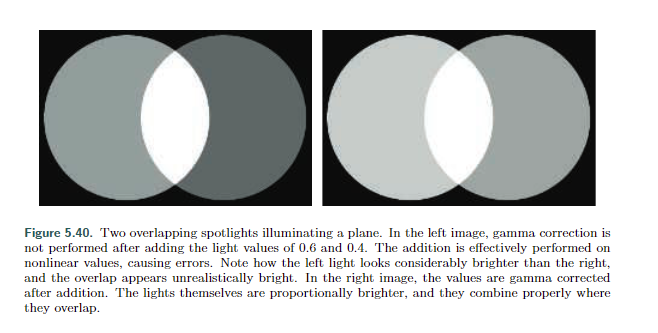 Figure 5.40. Two overlapping spotlights illuminating a plane. In the left image, gamma correction is
not performed after adding the light values of 0.6 and 0.4. The addition is effectively performed on
nonlinear values, causing errors. Note how the left light looks considerably brighter than the right,
and the overlap appears unrealistically bright. In the right image, the values are gamma corrected
after addition. The lights themselves are proportionally brighter, and they combine properly where
they overlap.